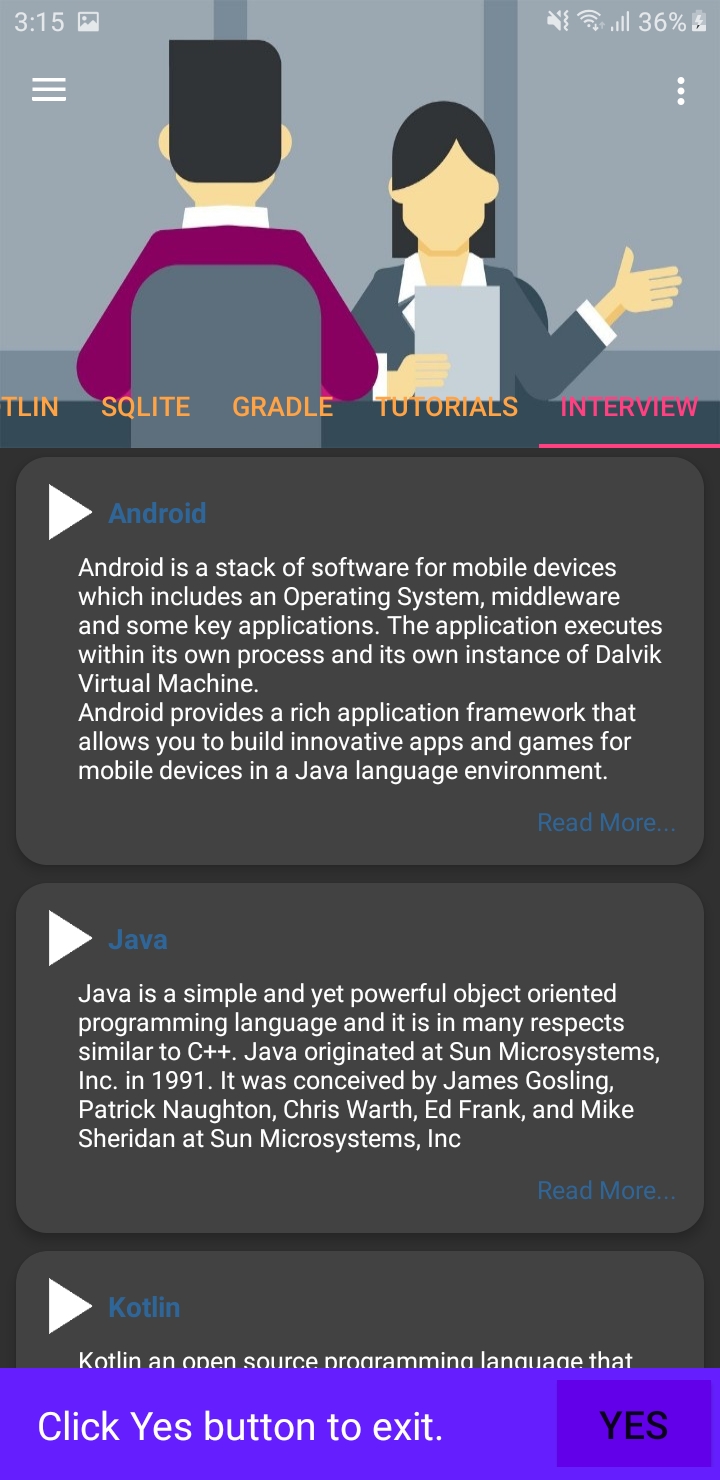 3:15
36%
TLIN SQLITE GRADLE TUTORIALS INTERVIEW
Android
Android is a stack of software for mobile devices
which includes an Operating System, middleware
and some key applications. The application executes
within its own process and its own instance of Dalvik
Virtual Machine.
Android provides a rich application framework that
allows you to build innovative apps and games for
mobile devices in a Java language environment.
Read More...
Java
Java is a simple and yet powerful object oriented
programming language and it is in many respects
similar to C++. Java originated at Sun Microsystems,
Inc. in 1991. It was conceived by James Gosling,
Patrick Naughton, Chris Warth, Ed Frank, and Mike
Sheridan at Sun Microsystems, Inc
Read More...
Kotlin
Kotlin an open source programming language that
Click Yes button to exit.
YES